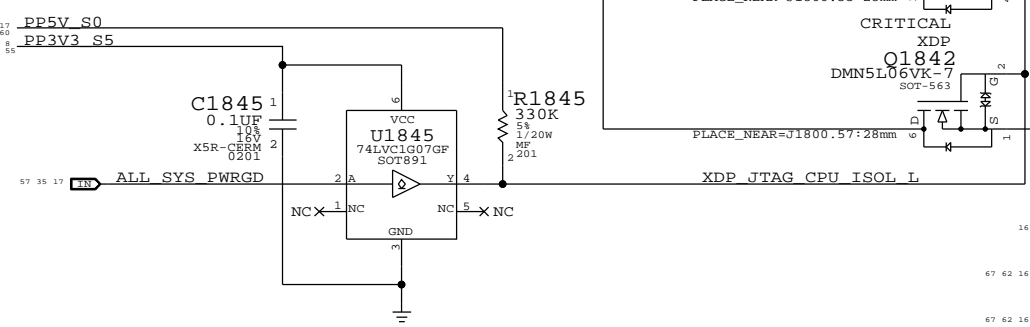 17 PP5V_S0
60
8 PP3V3_S5
55
CRITICAL
XDP
Q1842
DMN5L06VK-7
SOT-563
2
G
D
S
6
1
PLACE_NEAR=J1800.57:28mm
C1845 1
0.1UF
10%
16V 2
X5R-CERM
0201
6
VCC
U1845
74LVC1G07GF
SOT891
1 R1845
330K
5%
1/20W
MF
2 201
57 35 17 IN ALL_SYS_PWRGD 2 A Y 4 XDP_JTAG_CPU_ISOL_L
NC 1 NC NC 5 NC
GND
3
16
67 62 16
67 62 16